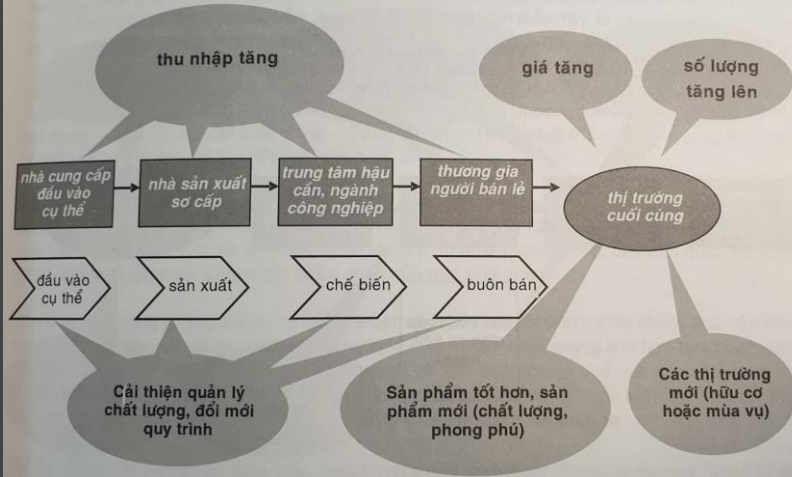 thu nhập tăng
giá tăng
số lượng
tăng lên
nhà cung cấp
đầu vào
cụ thể
nhà sản xuất
sơ cấp
trung tâm hậu
cần, ngành
công nghiệp
thương gia
người bán lẻ
thị trường
cuối cùng
đầu vào
cụ thể
sản xuất
chế biến
buôn bán
Cải thiện quản lý
chất lượng, đổi mới
quy trình
Sản phẩm tốt hơn, sản
phẩm mới (chất lượng,
phong phú)
Các thị trường
mới (hữu cơ
hoặc mùa vụ)